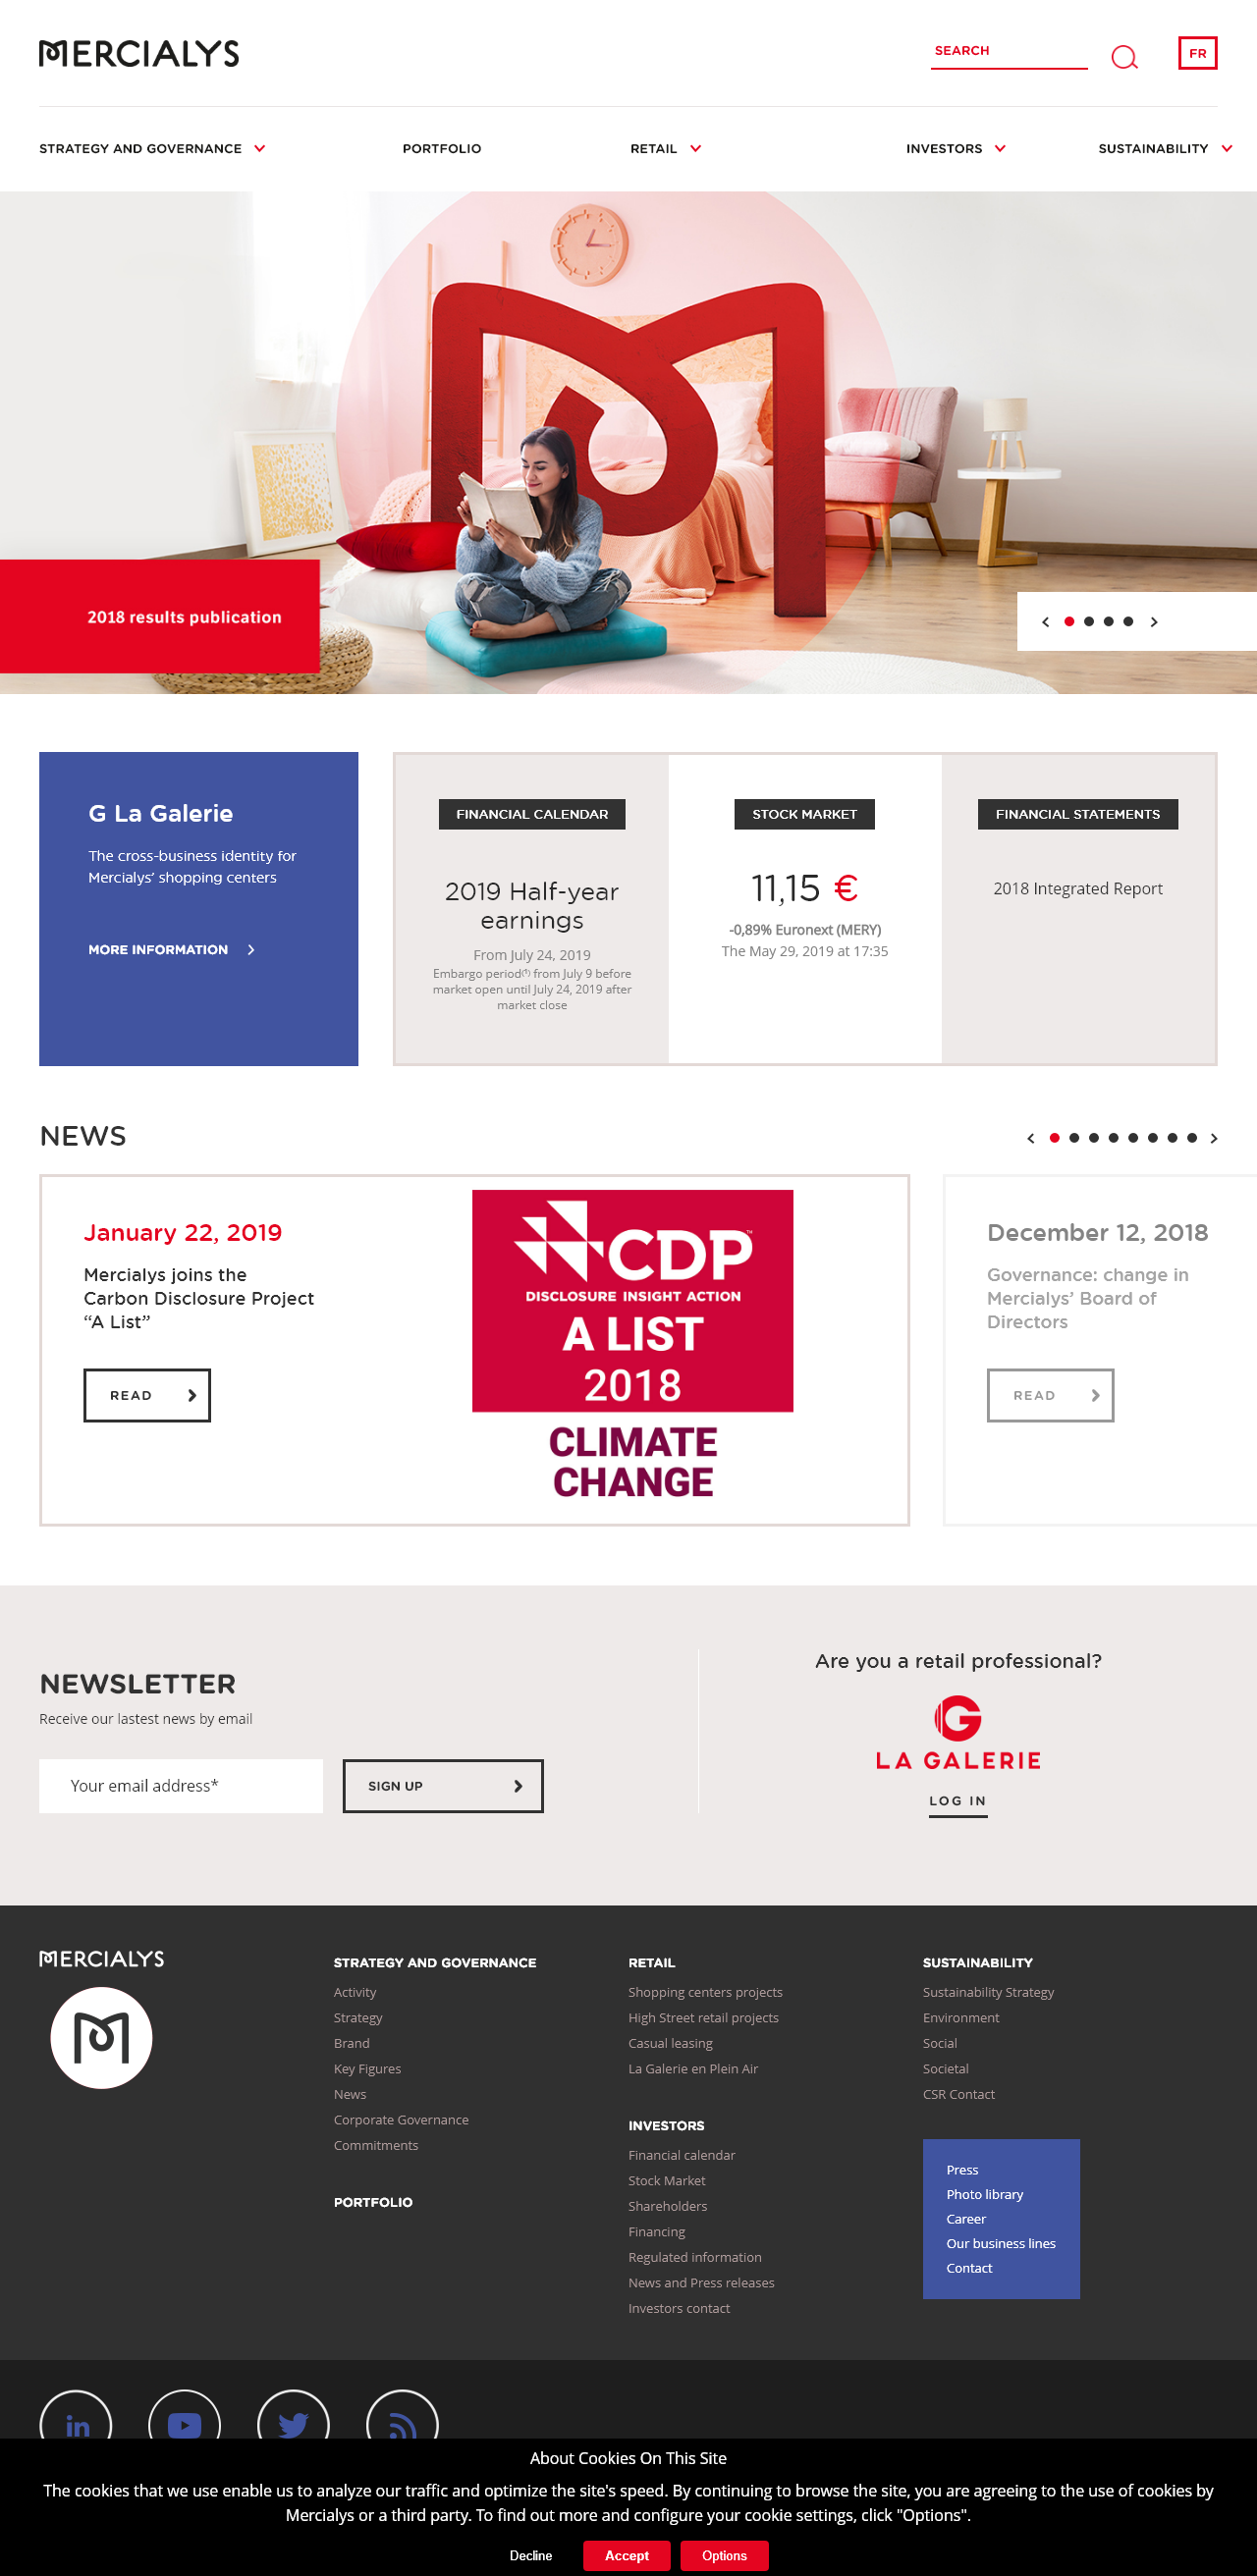 MERCIALYS
SEARCH
FR
STRATEGY AND GOVERNANCE
PORTFOLIO
RETAIL
INVESTORS
SUSTAINABILITY
2018 results publication
G La Galerie
The cross-business identity for
Mercialys’ shopping centers
MORE INFORMATION
FINANCIAL CALENDAR
2019 Half-year
earnings
From July 24, 2019
Embargo period(1) from July 9 before
market open until July 24, 2019 after
market close
STOCK MARKET
11,15 €
-0,89% Euronext (MERY)
The May 29, 2019 at 17:35
FINANCIAL STATEMENTS
2018 Integrated Report
NEWS
January 22, 2019
Mercialys joins the
Carbon Disclosure Project
“A List”
READ
CDP™
DISCLOSURE INSIGHT ACTION
A LIST
2018
CLIMATE
CHANGE
December 12, 2018
Governance: change in
Mercialys’ Board of
Directors
READ
NEWSLETTER
Receive our lastest news by email
Your email address*
SIGN UP
Are you a retail professional?
G
LA GALERIE
LOG IN
MERCIALYS
STRATEGY AND GOVERNANCE
Activity
Strategy
Brand
Key Figures
News
Corporate Governance
Commitments
PORTFOLIO
RETAIL
Shopping centers projects
High Street retail projects
Casual leasing
La Galerie en Plein Air
INVESTORS
Financial calendar
Stock Market
Shareholders
Financing
Regulated information
News and Press releases
Investors contact
SUSTAINABILITY
Sustainability Strategy
Environment
Social
Societal
CSR Contact
Press
Photo library
Career
Our business lines
Contact
in
About Cookies On This Site
The cookies that we use enable us to analyze our traffic and optimize the site's speed. By continuing to browse the site, you are agreeing to the use of cookies by
Mercialys or a third party. To find out more and configure your cookie settings, click "Options".
Decline
Accept
Options